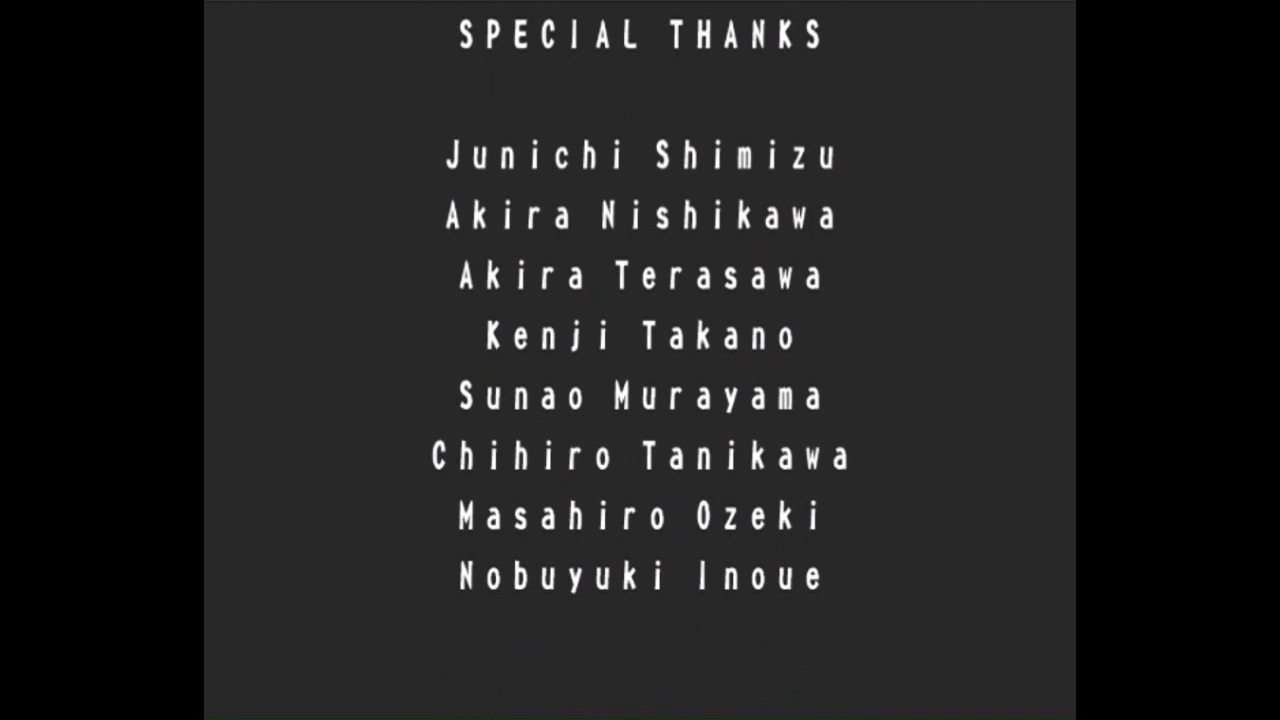 SPECIAL THANKS
Junichi Shimizu
Akira Nishikawa
Akira Terasawa
Kenji Takano
Sunao Murayama
Chihiro Tanikawa
Masahiro Ozeki
Nobuyuki Inoue